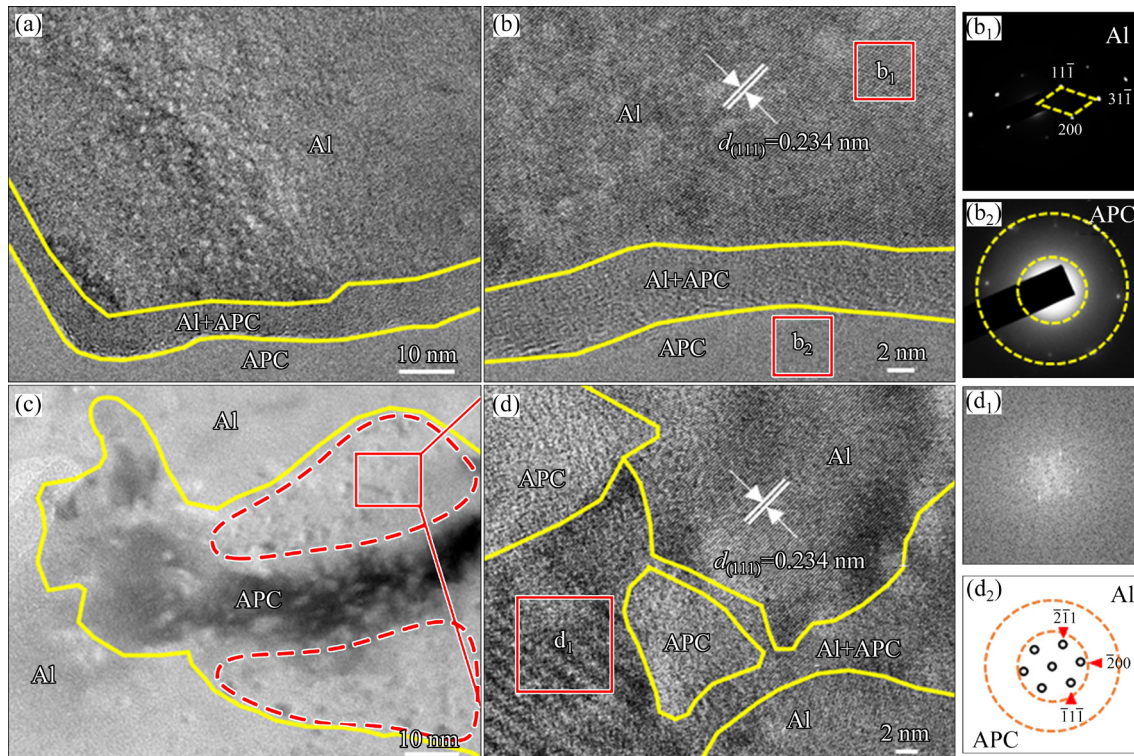 (a)
Al
Al+APC
APC
10 nm
(b)
b₁
Al
d(111)=0.234 nm
Al+APC
APC
b₂
2 nm
(b₁)
Al
111̄
311̄
200
(b₂)
APC
(c)
Al
APC
Al
10 nm
(d)
APC
Al
d(111)=0.234 nm
d₁
APC
Al+APC
Al
2 nm
(d₁)
(d₂)
Al
2̄1̄1
2̄00
1̄11̄
APC